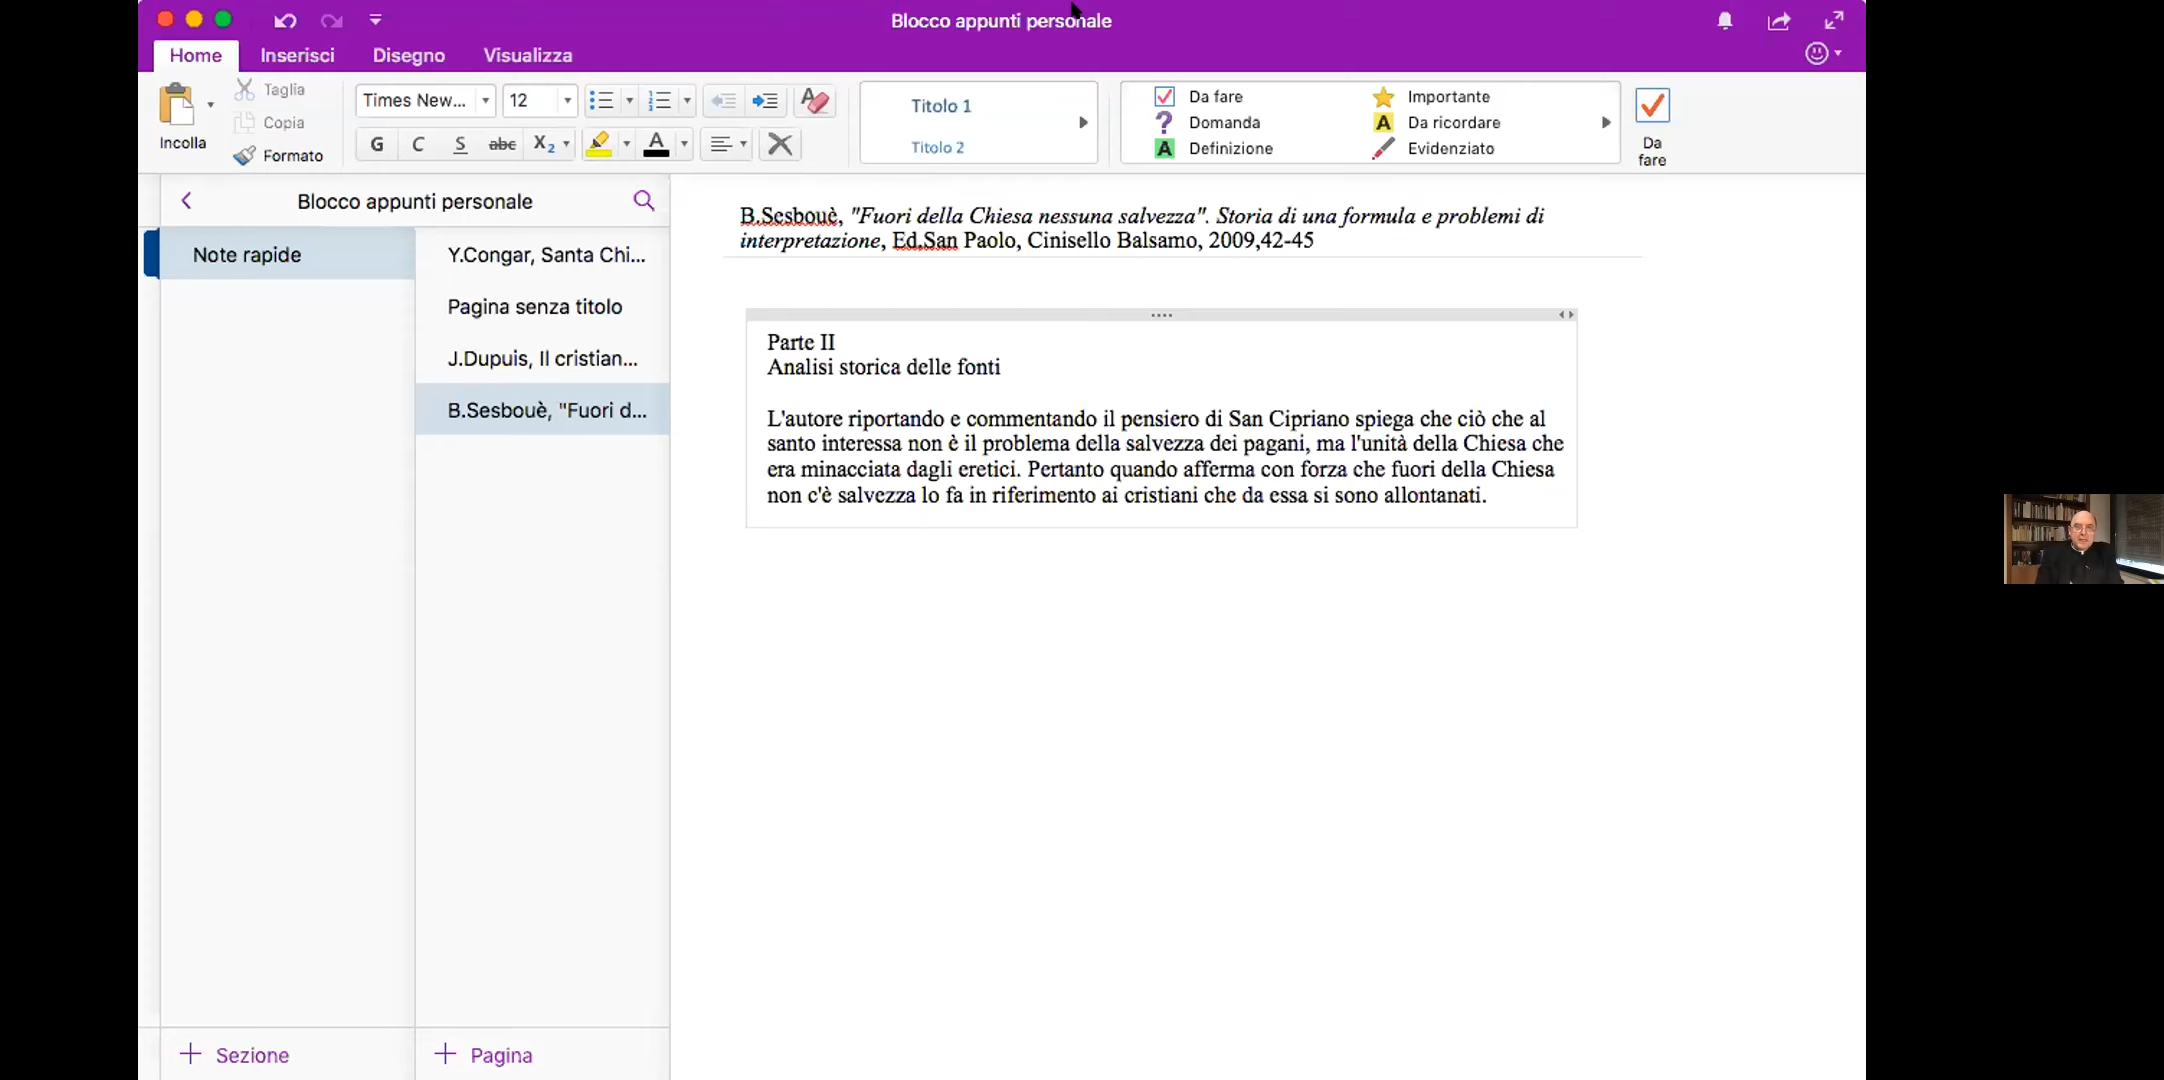 Blocco appunti personale
Home
Inserisci
Disegno
Visualizza
Incolla
Taglia
Copia
Formato
Times New...
12
G
C
S
abc
X2
A
Titolo 1
Titolo 2
Da fare
Domanda
A Definizione
Importante
A Da ricordare
Evidenziato
Da
fare
Blocco appunti personale
Note rapide
Y.Congar, Santa Chi...
Pagina senza titolo
J.Dupuis, Il cristian...
B.Sesbouè, "Fuori d...
+ Sezione
+ Pagina
B.Sesbouè, "Fuori della Chiesa nessuna salvezza". Storia di una formula e problemi di
interpretazione, Ed.San Paolo, Cinisello Balsamo, 2009,42-45
Parte II
Analisi storica delle fonti
L'autore riportando e commentando il pensiero di San Cipriano spiega che ciò che al
santo interessa non è il problema della salvezza dei pagani, ma l'unità della Chiesa che
era minacciata dagli eretici. Pertanto quando afferma con forza che fuori della Chiesa
non c'è salvezza lo fa in riferimento ai cristiani che da essa si sono allontanati.